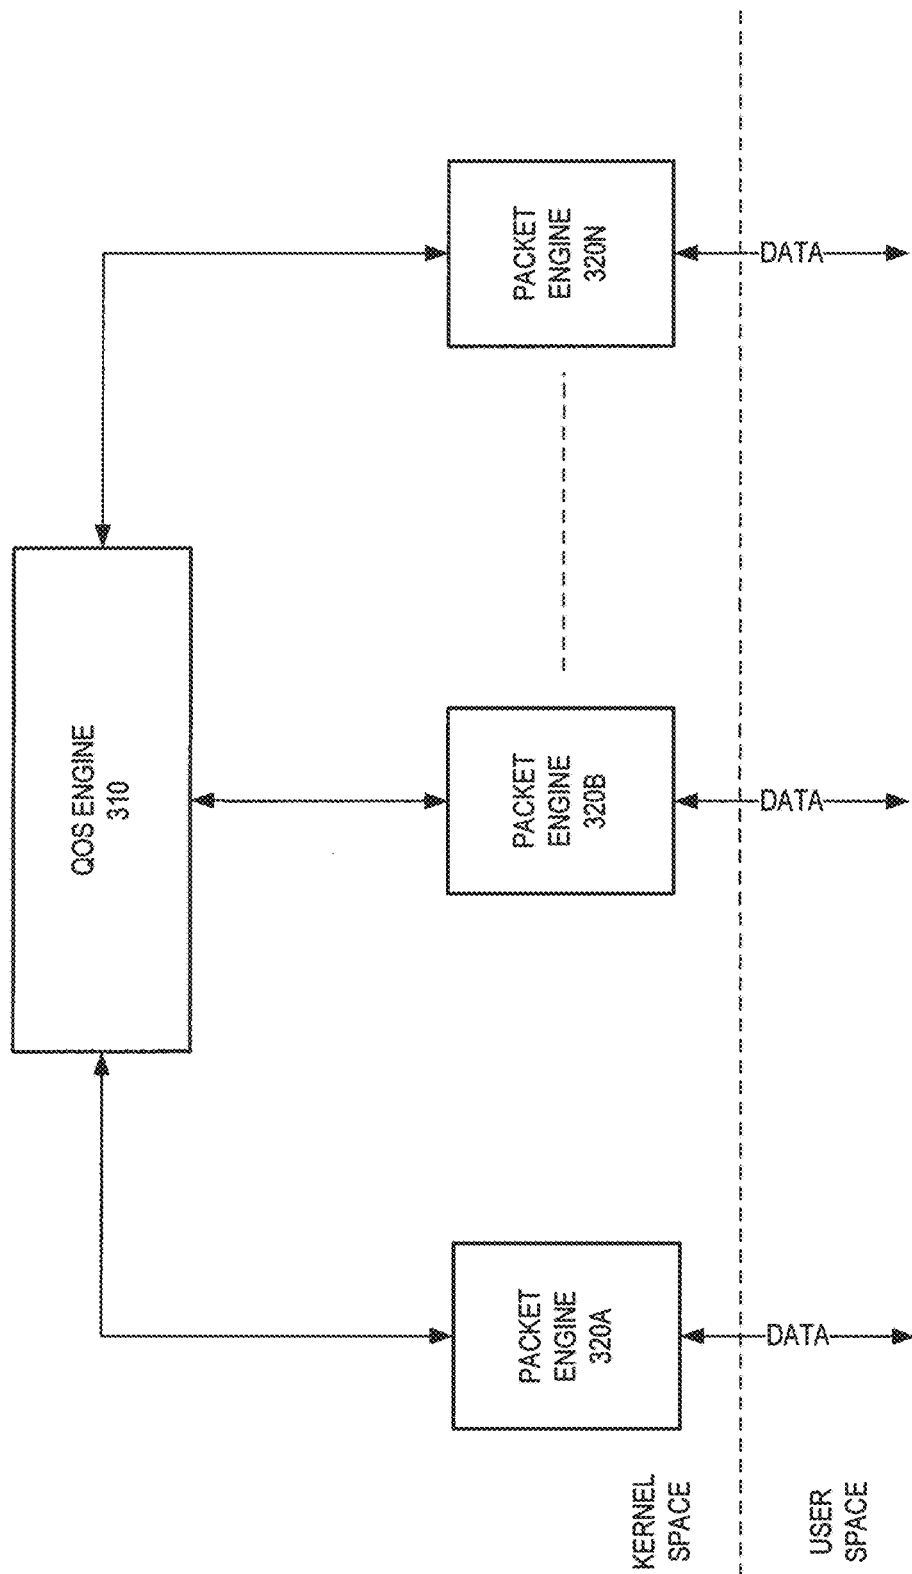 QOS ENGINE
310
PACKET
ENGINE
320A
PACKET
ENGINE
320B
PACKET
ENGINE
320N
KERNEL
SPACE
DATA
DATA
DATA
USER
SPACE